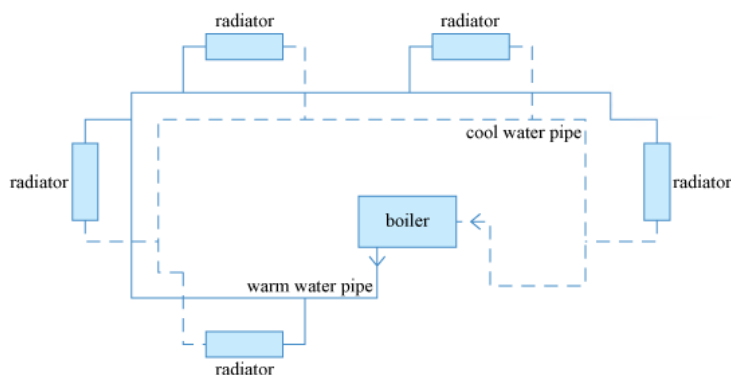 radiator
radiator
cool water pipe
radiator
radiator
boiler
warm water pipe
radiator